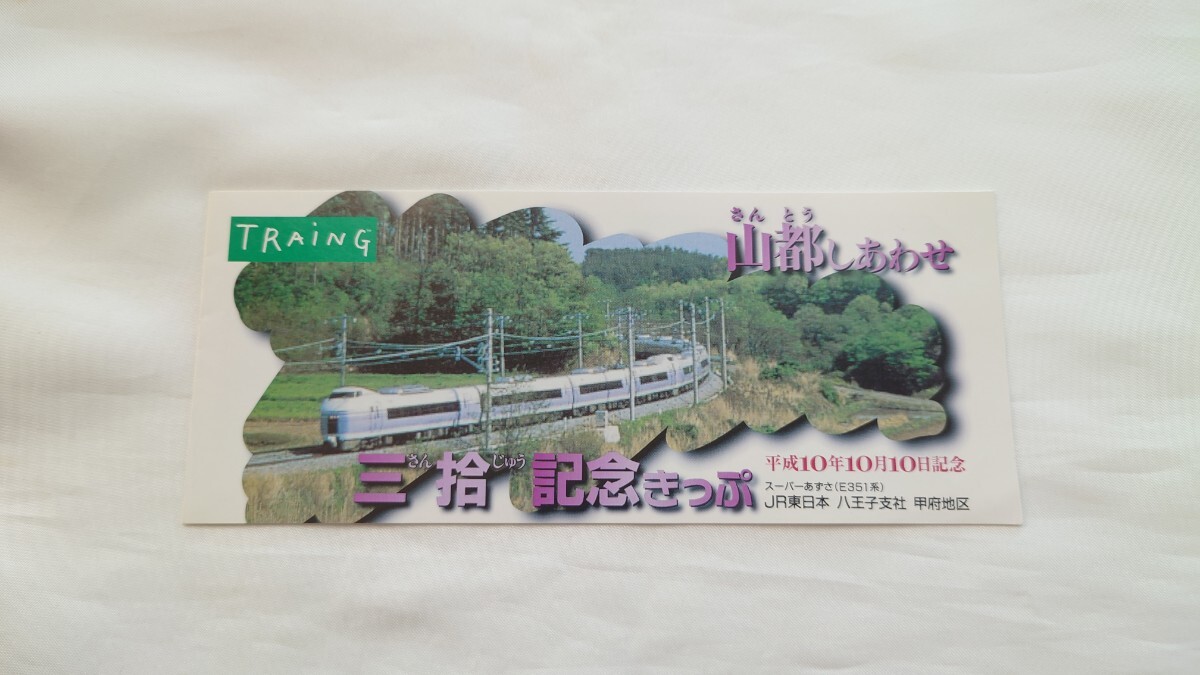 TRAiNG
さん とう
山都しあわせ
さん じゅう
三拾記念きっぷ
平成10年10月10日記念
スーパーあずさ(E351系)
JR東日本 八王子支社 甲府地区